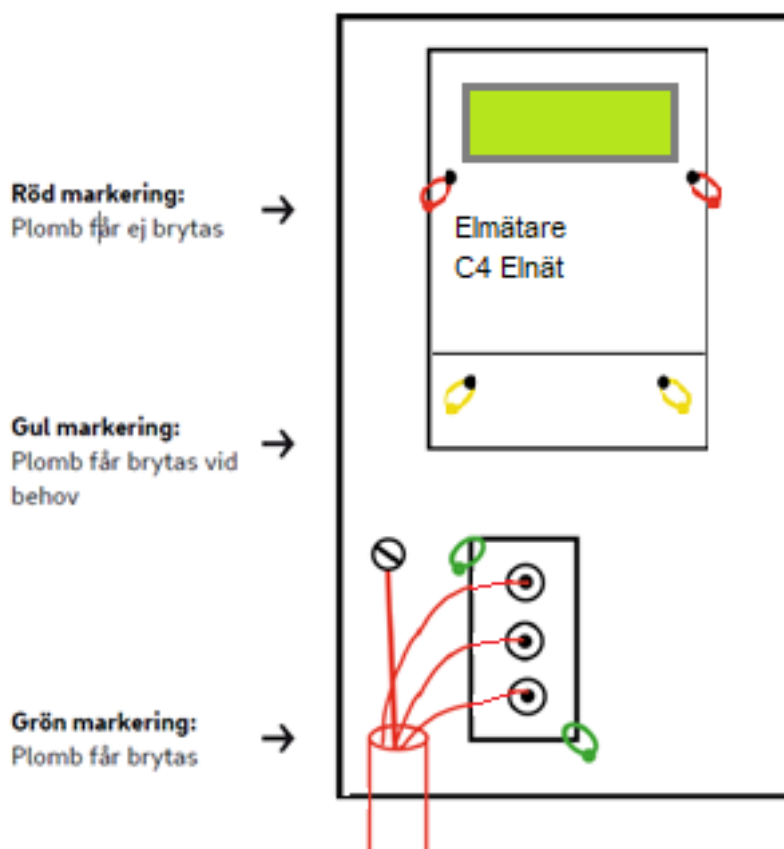 Röd markering:
Plomb får ej brytas
Elmätare
C4 Elnät
Gul markering:
Plomb får brytas vid
behov
Grön markering:
Plomb får brytas